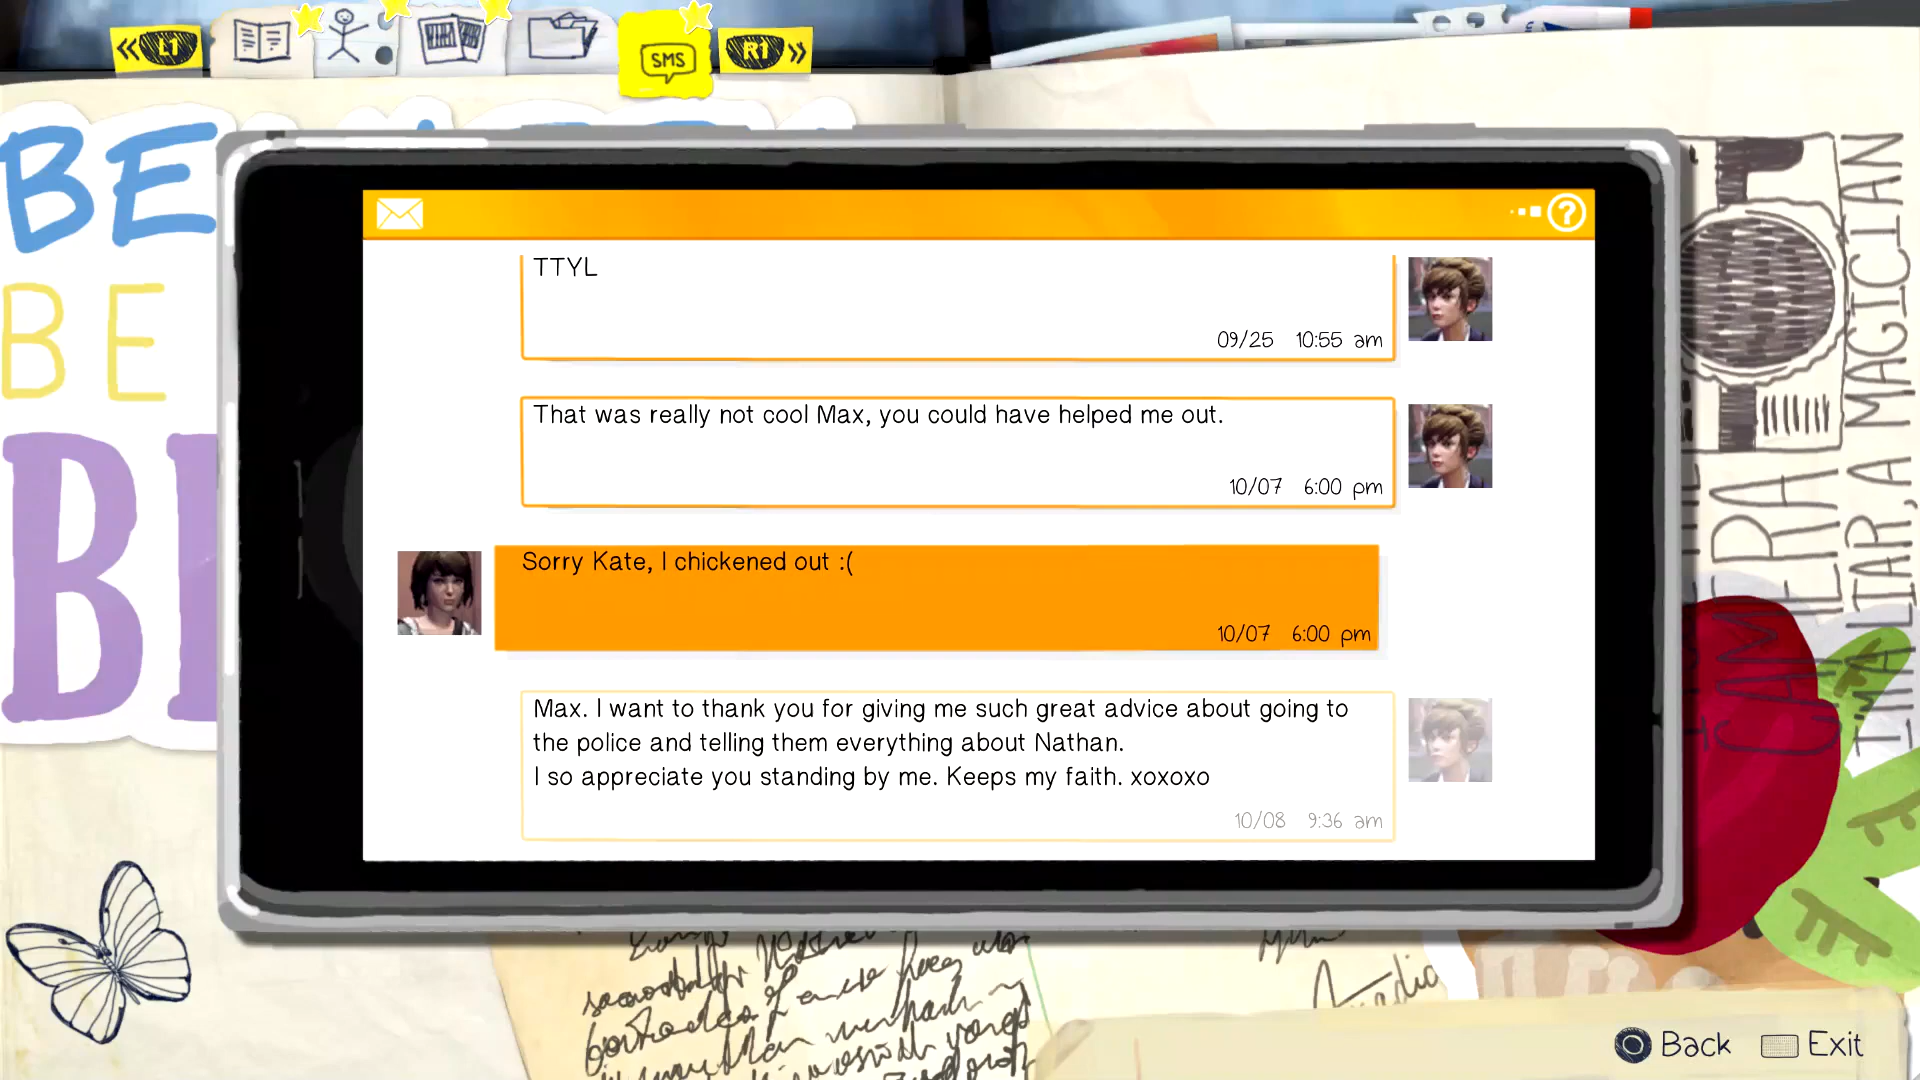 L1
SMS
R1
BE
BE
TTYL
09/25 10:55 am
That was really not cool Max, you could have helped me out.
10/07 6:00 pm
Sorry Kate, I chickened out :(
10/07 6:00 pm
Max. I want to thank you for giving me such great advice about going to
the police and telling them everything about Nathan.
I so appreciate you standing by me. Keeps my faith. xoxoxo
10/08 9:36 am
CAMERA
LIAR, A MAGICIAN
Back
Exit